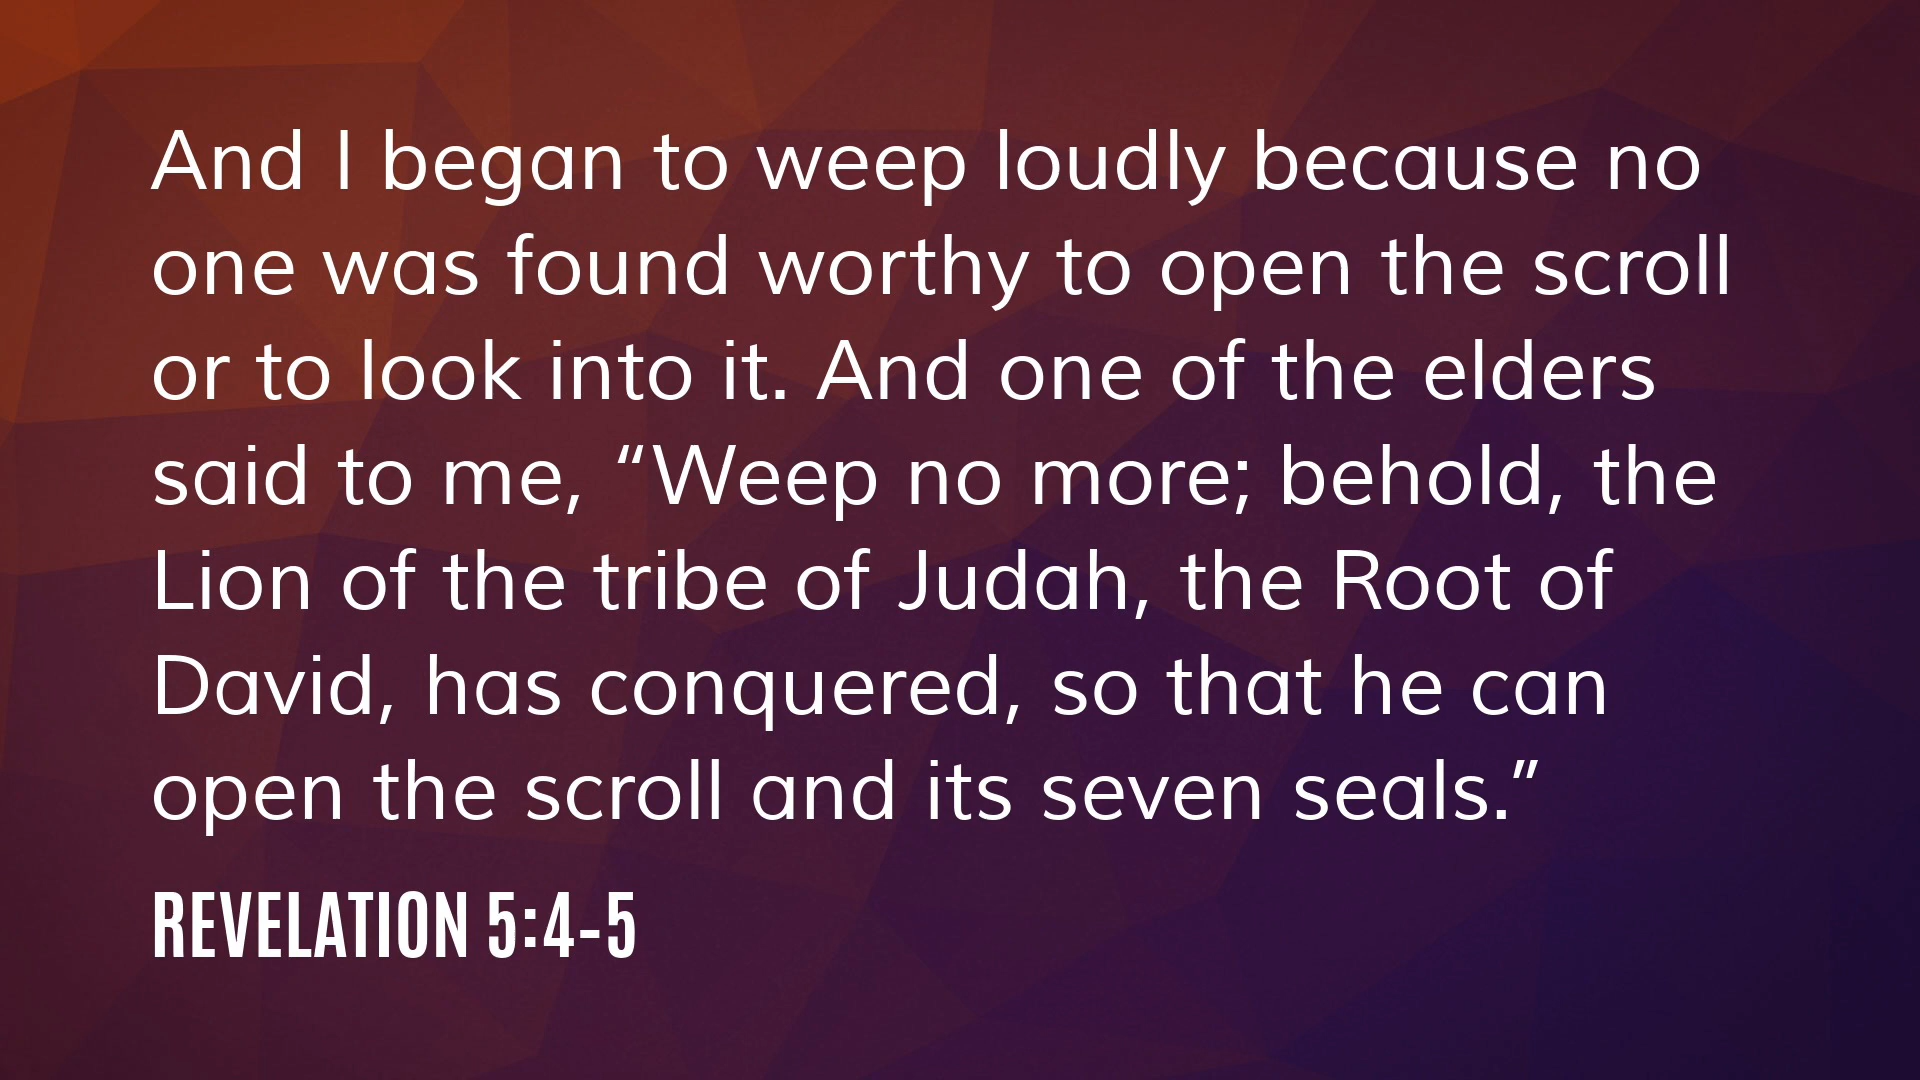 And I began to weep loudly because no
one was found worthy to open the scroll
or to look into it. And one of the elders
said to me, “Weep no more; behold, the
Lion of the tribe of Judah, the Root of
David, has conquered, so that he can
open the scroll and its seven seals.”
REVELATION 5:4-5